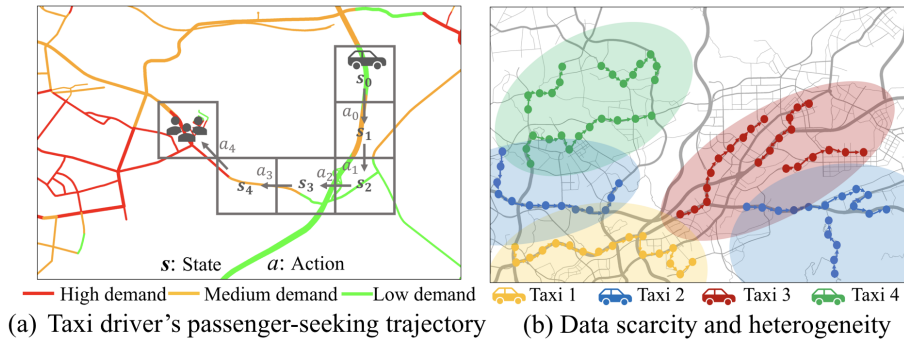 s0
a0
s1
a1
s2
a2
s3
a3
s4
a4
s: State a: Action
High demand Medium demand Low demand
(a) Taxi driver's passenger-seeking trajectory
Taxi 1 Taxi 2 Taxi 3 Taxi 4
(b) Data scarcity and heterogeneity